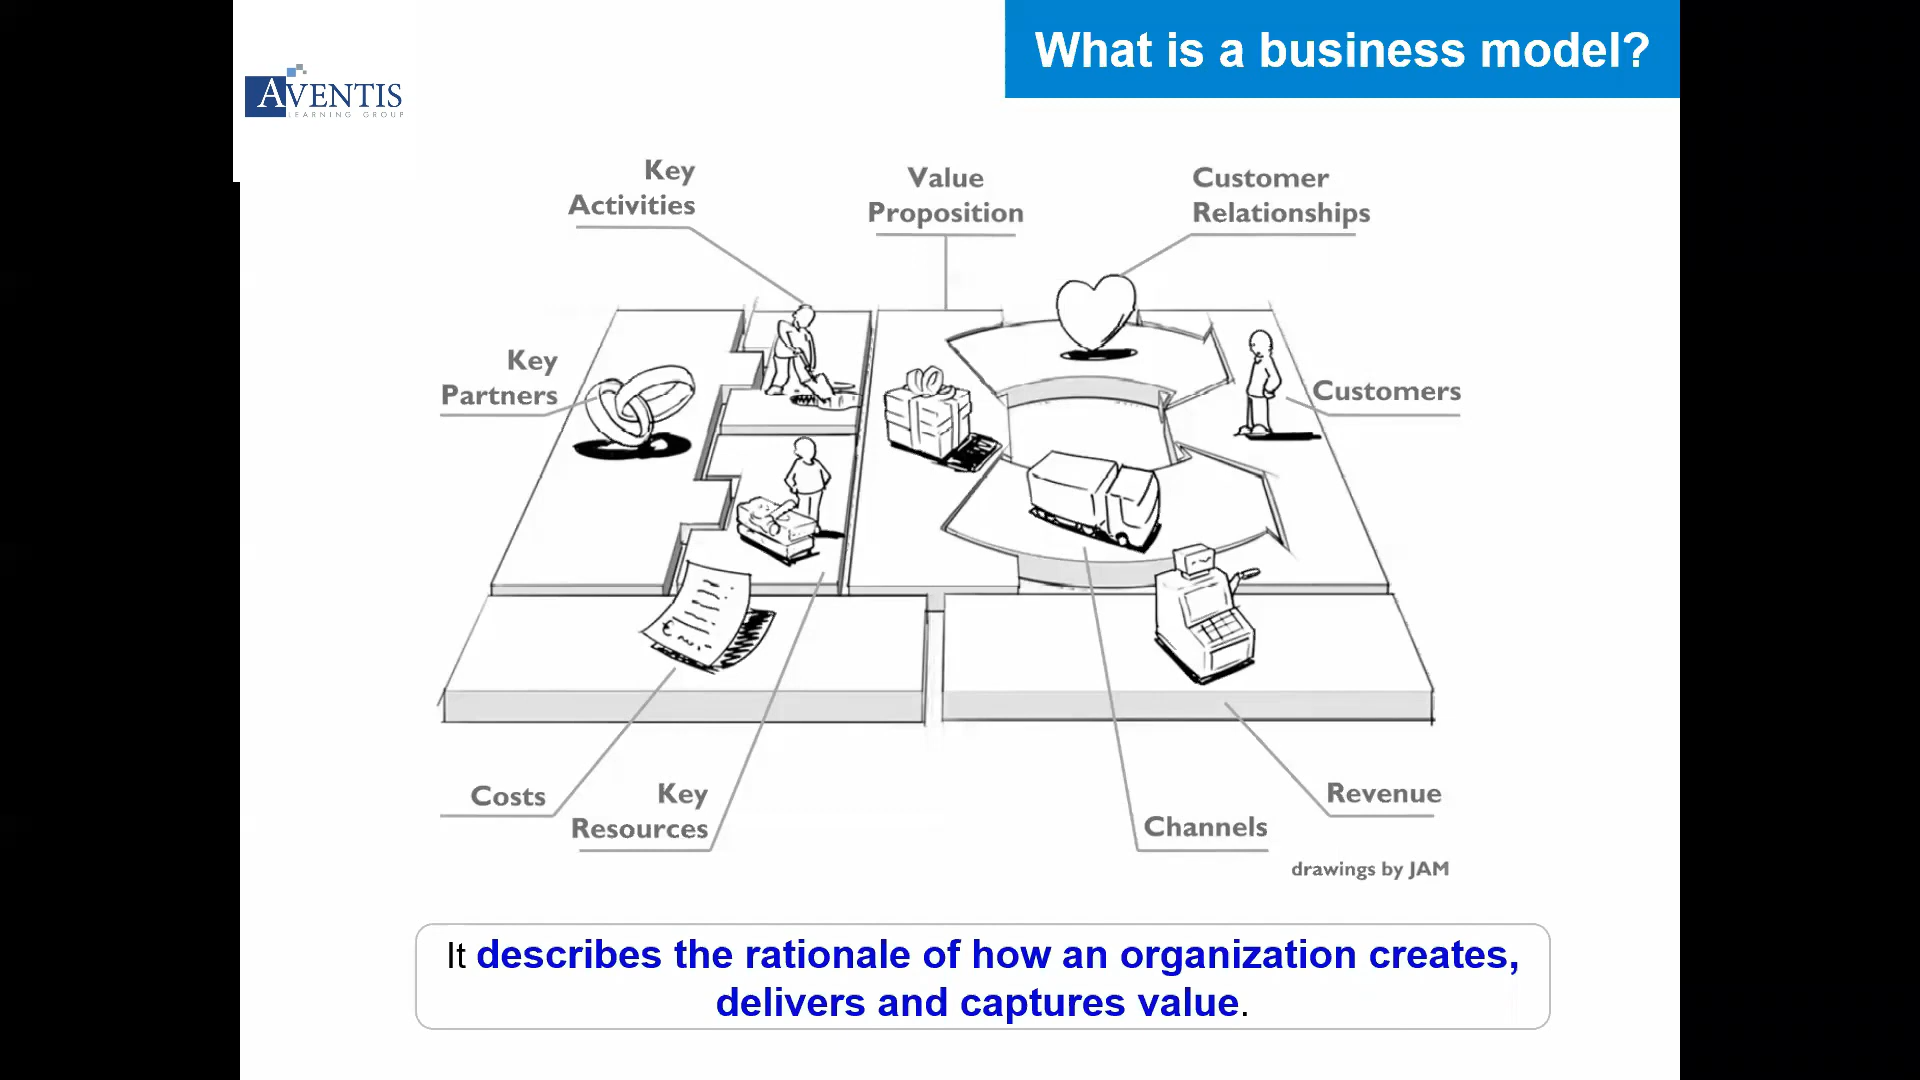 What is a business model?
AVENTIS
LEARNING GROUP
Key
Activities
Value
Proposition
Customer
Relationships
Key
Partners
Customers
Costs
Key
Resources
Channels
Revenue
drawings by JAM
It describes the rationale of how an organization creates,
delivers and captures value.